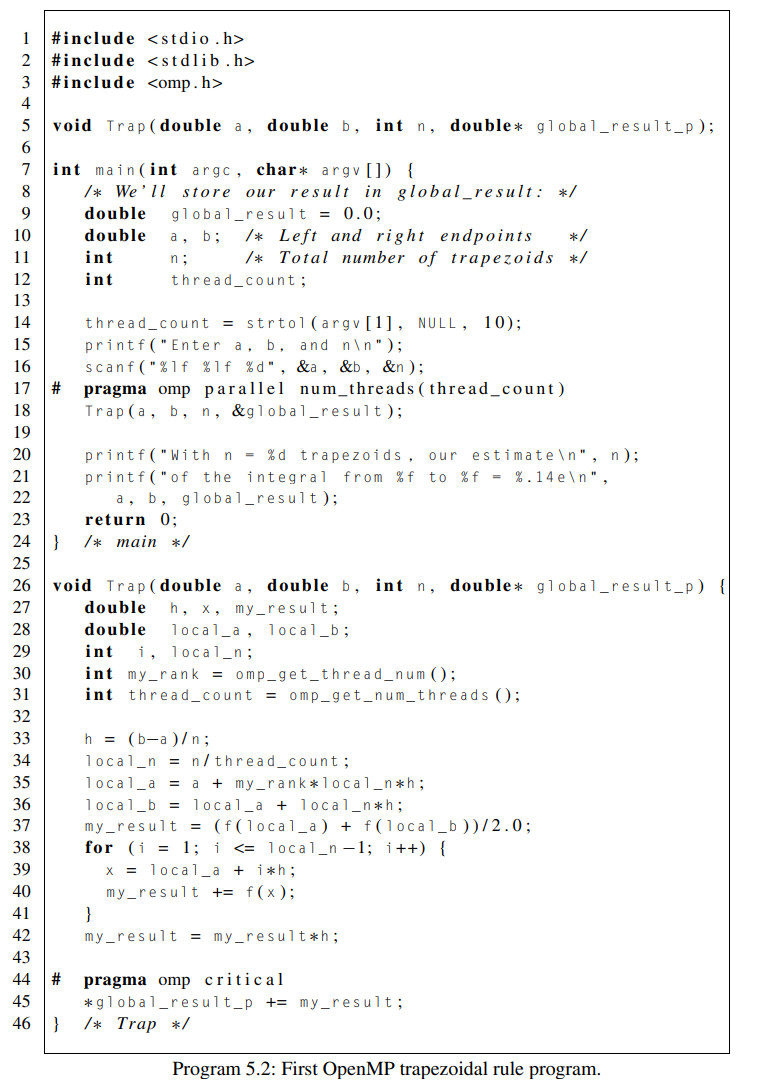 1 #include <stdio.h>
2 #include <stdlib.h>
3 #include <omp.h>
4
5 void Trap(double a, double b, int n, double* global_result_p);
6
7 int main(int argc, char* argv[]) {
8 /* We'll store our result in global_result: */
9 double global_result = 0.0;
10 double a, b; /* Left and right endpoints */
11 int n; /* Total number of trapezoids */
12 int thread_count;
13
14 thread_count = strtol(argv[1], NULL, 10);
15 printf("Enter a, b, and n\n");
16 scanf("%lf %lf %d", &a, &b, &n);
17 # pragma omp parallel num_threads(thread_count)
18 Trap(a, b, n, &global_result);
19
20 printf("With n = %d trapezoids, our estimate\n", n);
21 printf("of the integral from %f to %f = %.14e\n",
22 a, b, global_result);
23 return 0;
24 } /* main */
25
26 void Trap(double a, double b, int n, double* global_result_p) {
27 double h, x, my_result;
28 double local_a, local_b;
29 int i, local_n;
30 int my_rank = omp_get_thread_num();
31 int thread_count = omp_get_num_threads();
32
33 h = (b-a)/n;
34 local_n = n/thread_count;
35 local_a = a + my_rank*local_n*h;
36 local_b = local_a + local_n*h;
37 my_result = (f(local_a) + f(local_b))/2.0;
38 for (i = 1; i <= local_n-1; i++) {
39 x = local_a + i*h;
40 my_result += f(x);
41 }
42 my_result = my_result*h;
43
44 # pragma omp critical
45 *global_result_p += my_result;
46 } /* Trap */
Program 5.2: First OpenMP trapezoidal rule program.